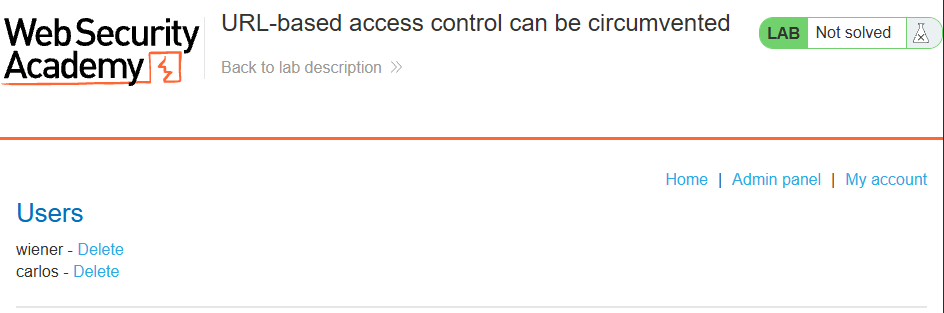 Web Security
Academy
URL-based access control can be circumvented
Back to lab description >>
LAB Not solved
Home | Admin panel | My account
Users
wiener - Delete
carlos - Delete